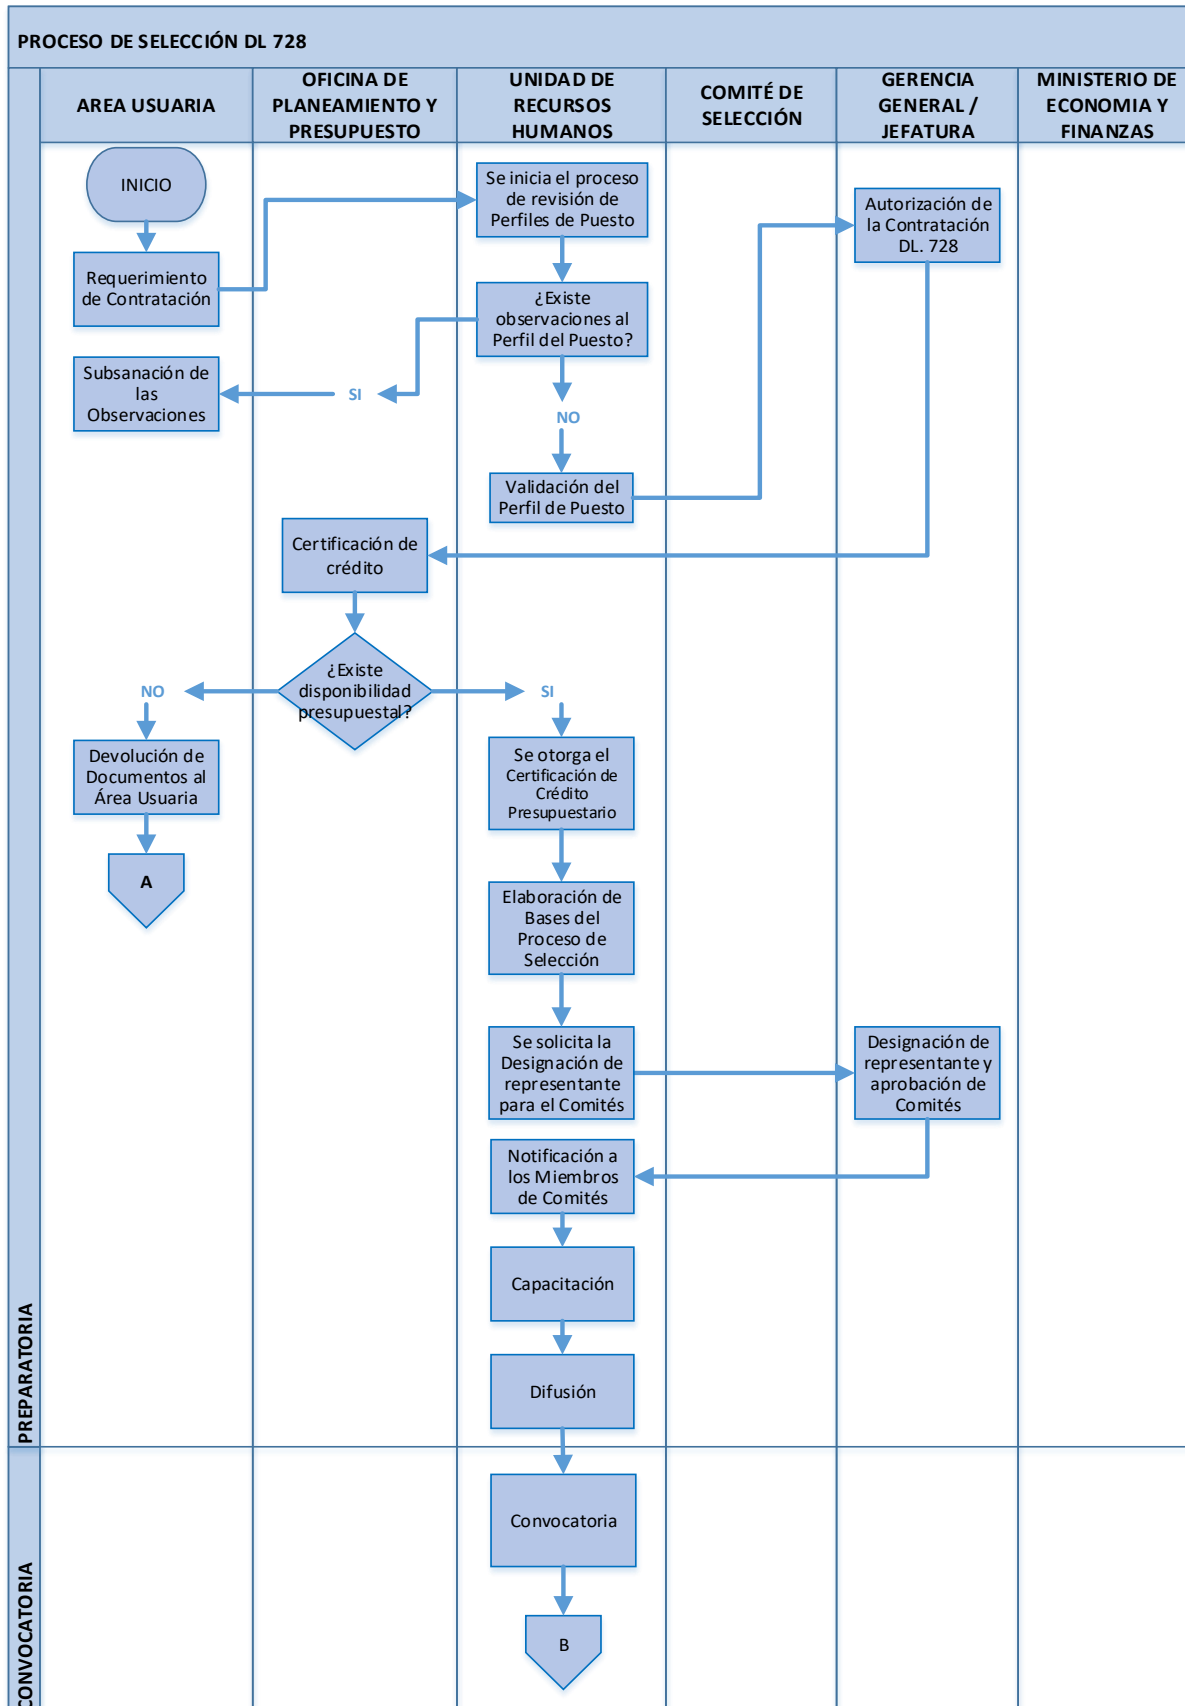 PROCESO DE SELECCIÓN DL 728
AREA USUARIA
OFICINA DE
PLANEAMIENTO Y
PRESUPUESTO
UNIDAD DE
RECURSOS
HUMANOS
COMITÉ DE
SELECCIÓN
GERENCIA
GENERAL /
JEFATURA
MINISTERIO DE
ECONOMIA Y
FINANZAS
PREPARATORIA
INICIO
Requerimiento
de Contratación
Se inicia el proceso
de revisión de
Perfiles de Puesto
Autorización de
la Contratación
DL. 728
¿Existe
observaciones al
Perfil del Puesto?
Subsanación de
las
Observaciones
SI
NO
Validación del
Perfil de Puesto
Certificación de
crédito
¿Existe
disponibilidad
presupuestal?
NO
SI
Devolución de
Documentos al
Área Usuaria
A
Se otorga el
Certificación de
Crédito
Presupuestario
Elaboración de
Bases del
Proceso de
Selección
Se solicita la
Designación de
representante
para el Comités
Designación de
representante y
aprobación de
Comités
Notificación a
los Miembros
de Comités
Capacitación
Difusión
CONVOCATORIA
Convocatoria
B